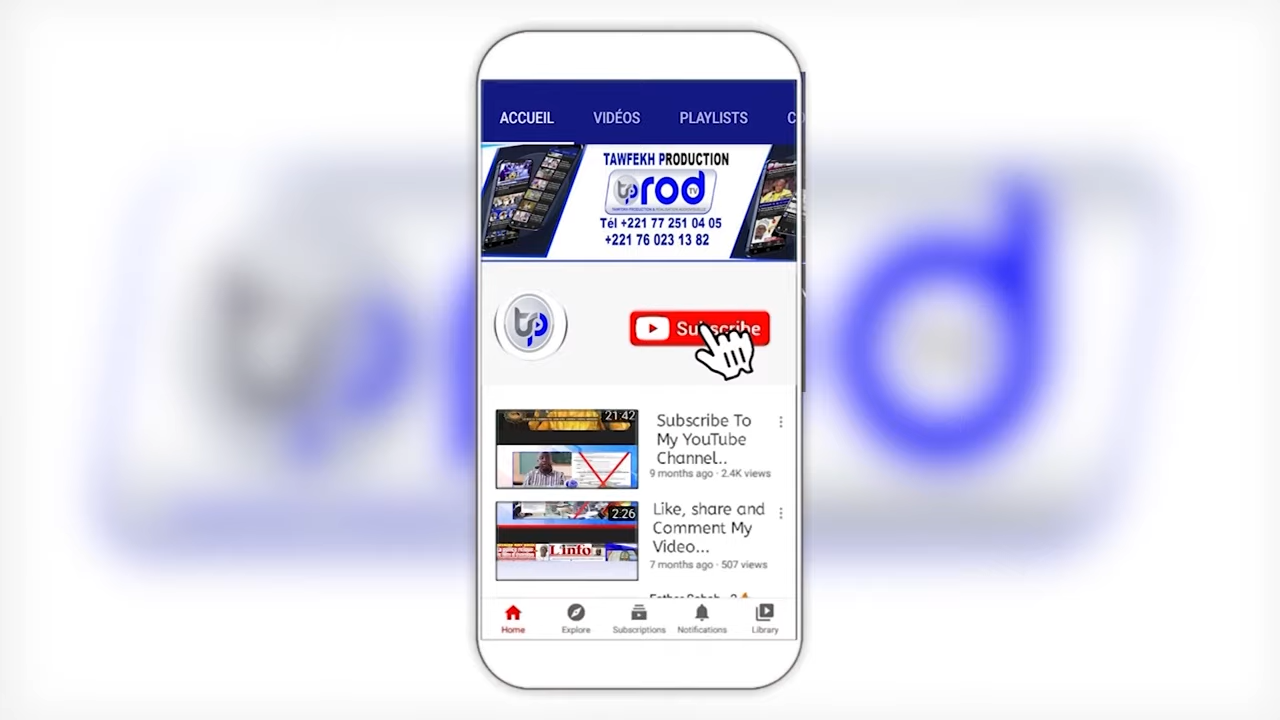 ACCUEIL
VIDÉOS
PLAYLISTS
TAWFEKH PRODUCTION
tprod TV
Tél +221 77 251 04 05
+221 76 023 13 82
tp
Subscribe
21:42
Subscribe To
My YouTube
Channel..
9 months ago · 2.4K views
2:26
L'info
Like, share and
Comment My
Video...
7 months ago · 507 views
Home
Explore
Subscriptions
Notifications
Library